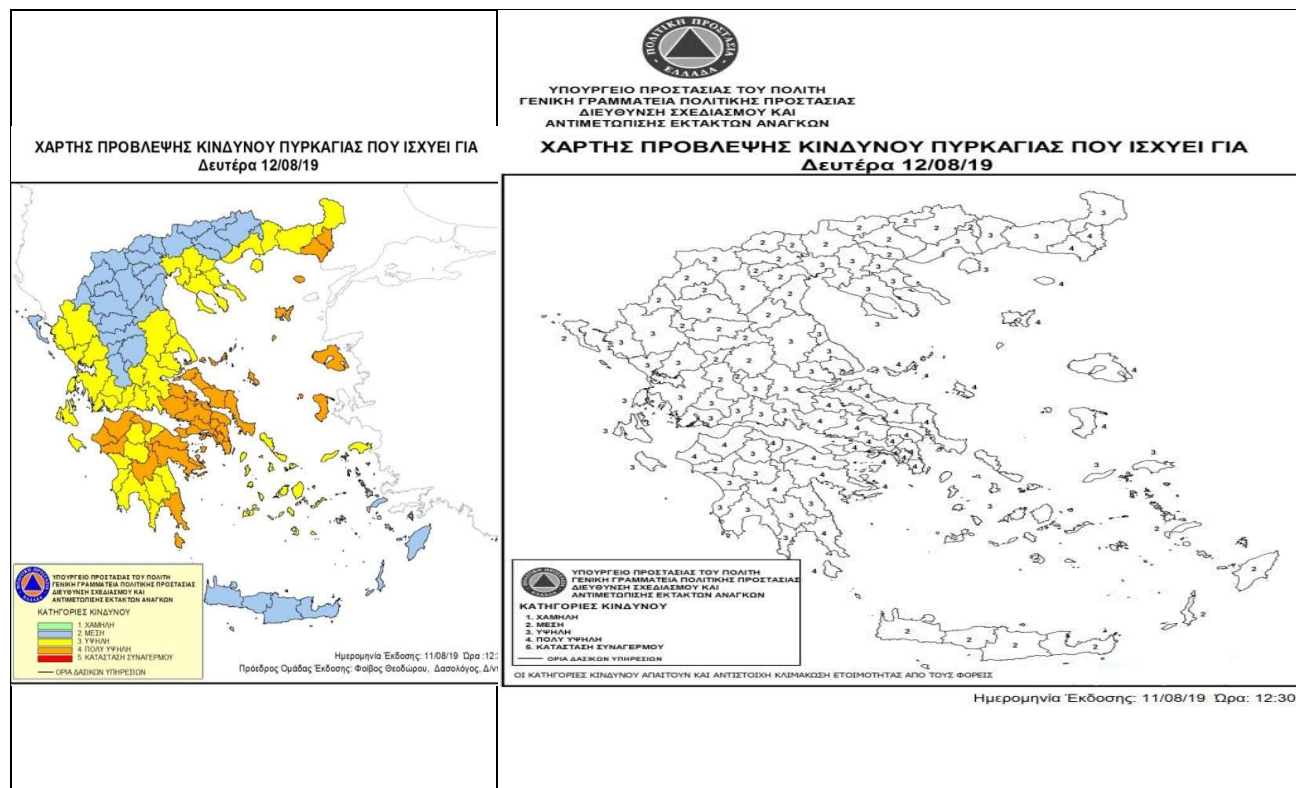 ΧΑΡΤΗΣ ΠΡΟΒΛΕΨΗΣ ΚΙΝΔΥΝΟΥ ΠΥΡΚΑΓΙΑΣ ΠΟΥ ΙΣΧΥΕΙ ΓΙΑ
Δευτέρα 12/08/19
ΥΠΟΥΡΓΕΙΟ ΠΡΟΣΤΑΣΙΑΣ ΤΟΥ ΠΟΛΙΤΗ
ΓΕΝΙΚΗ ΓΡΑΜΜΑΤΕΙΑ ΠΟΛΙΤΙΚΗΣ ΠΡΟΣΤΑΣΙΑΣ
ΔΙΕΥΘΥΝΣΗ ΣΧΕΔΙΑΣΜΟΥ ΚΑΙ
ΑΝΤΙΜΕΤΩΠΙΣΗΣ ΕΚΤΑΚΤΩΝ ΑΝΑΓΚΩΝ
ΚΑΤΗΓΟΡΙΕΣ ΚΙΝΔΥΝΟΥ
1. ΧΑΜΗΛΗ
2. ΜΕΣΗ
3. ΥΨΗΛΗ
4. ΠΟΛΥ ΥΨΗΛΗ
5. ΚΑΤΑΣΤΑΣΗ ΣΥΝΑΓΕΡΜΟΥ
ΟΡΙΑ ΔΑΣΙΚΩΝ ΥΠΗΡΕΣΙΩΝ
Ημερομηνία Έκδοσης: 11/08/19 Ώρα :12:3
Πρόεδρος Ομάδας Έκδοσης: Φοίβος Θεοδώρου, Δασολόγος, Δ/ν
ΠΟΛΙΤΙΚΗ ΠΡΟΣΤΑΣΙΑ
ΕΛΛΑΔΑ
ΥΠΟΥΡΓΕΙΟ ΠΡΟΣΤΑΣΙΑΣ ΤΟΥ ΠΟΛΙΤΗ
ΓΕΝΙΚΗ ΓΡΑΜΜΑΤΕΙΑ ΠΟΛΙΤΙΚΗΣ ΠΡΟΣΤΑΣΙΑΣ
ΔΙΕΥΘΥΝΣΗ ΣΧΕΔΙΑΣΜΟΥ ΚΑΙ
ΑΝΤΙΜΕΤΩΠΙΣΗΣ ΕΚΤΑΚΤΩΝ ΑΝΑΓΚΩΝ
ΧΑΡΤΗΣ ΠΡΟΒΛΕΨΗΣ ΚΙΝΔΥΝΟΥ ΠΥΡΚΑΓΙΑΣ ΠΟΥ ΙΣΧΥΕΙ ΓΙΑ
Δευτέρα 12/08/19
ΥΠΟΥΡΓΕΙΟ ΠΡΟΣΤΑΣΙΑΣ ΤΟΥ ΠΟΛΙΤΗ
ΓΕΝΙΚΗ ΓΡΑΜΜΑΤΕΙΑ ΠΟΛΙΤΙΚΗΣ ΠΡΟΣΤΑΣΙΑΣ
ΔΙΕΥΘΥΝΣΗ ΣΧΕΔΙΑΣΜΟΥ ΚΑΙ
ΑΝΤΙΜΕΤΩΠΙΣΗΣ ΕΚΤΑΚΤΩΝ ΑΝΑΓΚΩΝ
ΚΑΤΗΓΟΡΙΕΣ ΚΙΝΔΥΝΟΥ
1. ΧΑΜΗΛΗ
2. ΜΕΣΗ
3. ΥΨΗΛΗ
4. ΠΟΛΥ ΥΨΗΛΗ
5. ΚΑΤΑΣΤΑΣΗ ΣΥΝΑΓΕΡΜΟΥ
ΟΡΙΑ ΔΑΣΙΚΩΝ ΥΠΗΡΕΣΙΩΝ
ΟΙ ΚΑΤΗΓΟΡΙΕΣ ΚΙΝΔΥΝΟΥ ΑΠΑΙΤΟΥΝ ΚΑΙ ΑΝΤΙΣΤΟΙΧΗ ΚΛΙΜΑΚΩΣΗ ΕΤΟΙΜΟΤΗΤΑΣ ΑΠΟ ΤΟΥΣ ΦΟΡΕΙΣ
Ημερομηνία Έκδοσης: 11/08/19 Ώρα: 12:30